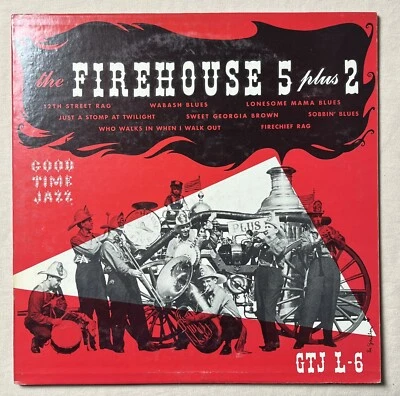 the FIREHOUSE 5 plus 2
12TH STREET RAG WABASH BLUES LONESOME MAMA BLUES
JUST A STOMP AT TWILIGHT SWEET GEORGIA BROWN SOBBIN' BLUES
WHO WALKS IN WHEN I WALK OUT FIRECHIEF RAG
GOOD
TIME
JAZZ
PLUS
GTJ L-6